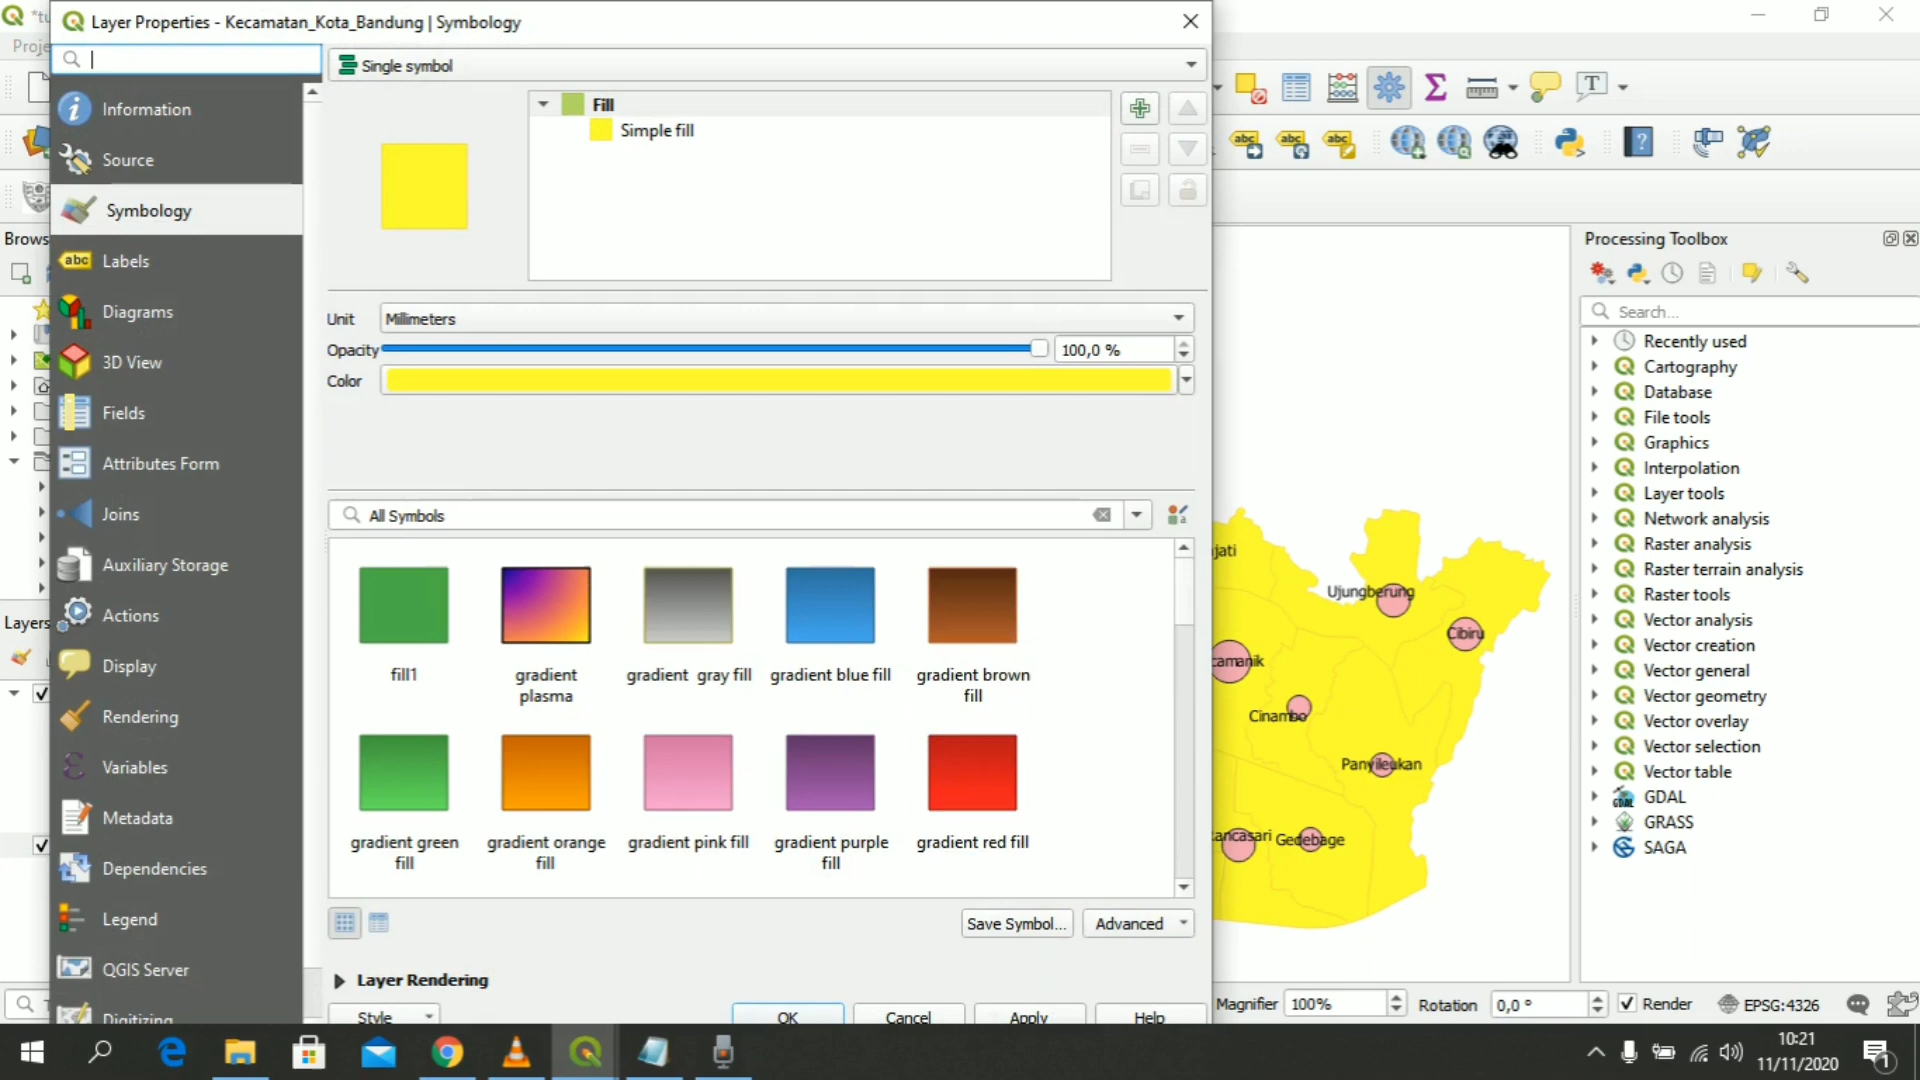 Layer Properties - Kecamatan_Kota_Bandung | Symbology
Proje
Single symbol
Information
Source
Symbology
Labels
Diagrams
3D View
Fields
Attributes Form
Joins
Auxiliary Storage
Actions
Display
Rendering
Variables
Metadata
Dependencies
Legend
QGIS Server
Digitizing
Brows
Layers
Fill
Simple fill
Unit
Millimeters
Opacity
100,0 %
Color
All Symbols
fill1
gradient plasma
gradient gray fill
gradient blue fill
gradient brown fill
gradient green fill
gradient orange fill
gradient pink fill
gradient purple fill
gradient red fill
Save Symbol...
Advanced
Layer Rendering
Style
OK
Cancel
Apply
Help
jati
Ujungberung
Cibiru
camanik
Cinambo
Panyileukan
ancasari
Gedebage
Processing Toolbox
Search...
Recently used
Cartography
Database
File tools
Graphics
Interpolation
Layer tools
Network analysis
Raster analysis
Raster terrain analysis
Raster tools
Vector analysis
Vector creation
Vector general
Vector geometry
Vector overlay
Vector selection
Vector table
GDAL
GRASS
SAGA
Magnifier
100%
Rotation
0,0 °
Render
EPSG:4326
10:21
11/11/2020
1